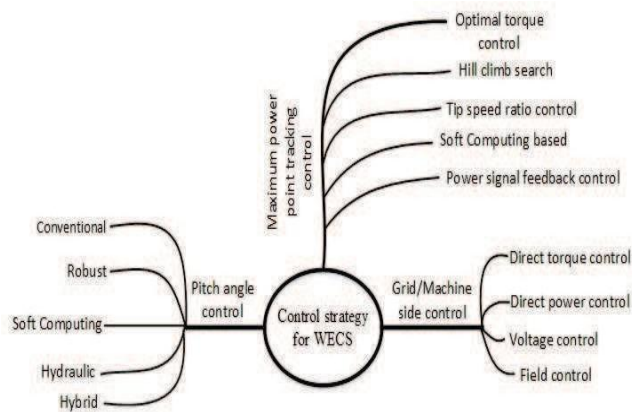 Optimal torque
control
Hill climb search
Tip speed ratio control
Soft Computing based
Power signal feedback control
Maximum power
point tracking
control
Conventional
Robust
Soft Computing
Hydraulic
Hybrid
Pitch angle
control
Control strategy
for WECS
Grid/Machine
side control
Direct torque control
Direct power control
Voltage control
Field control